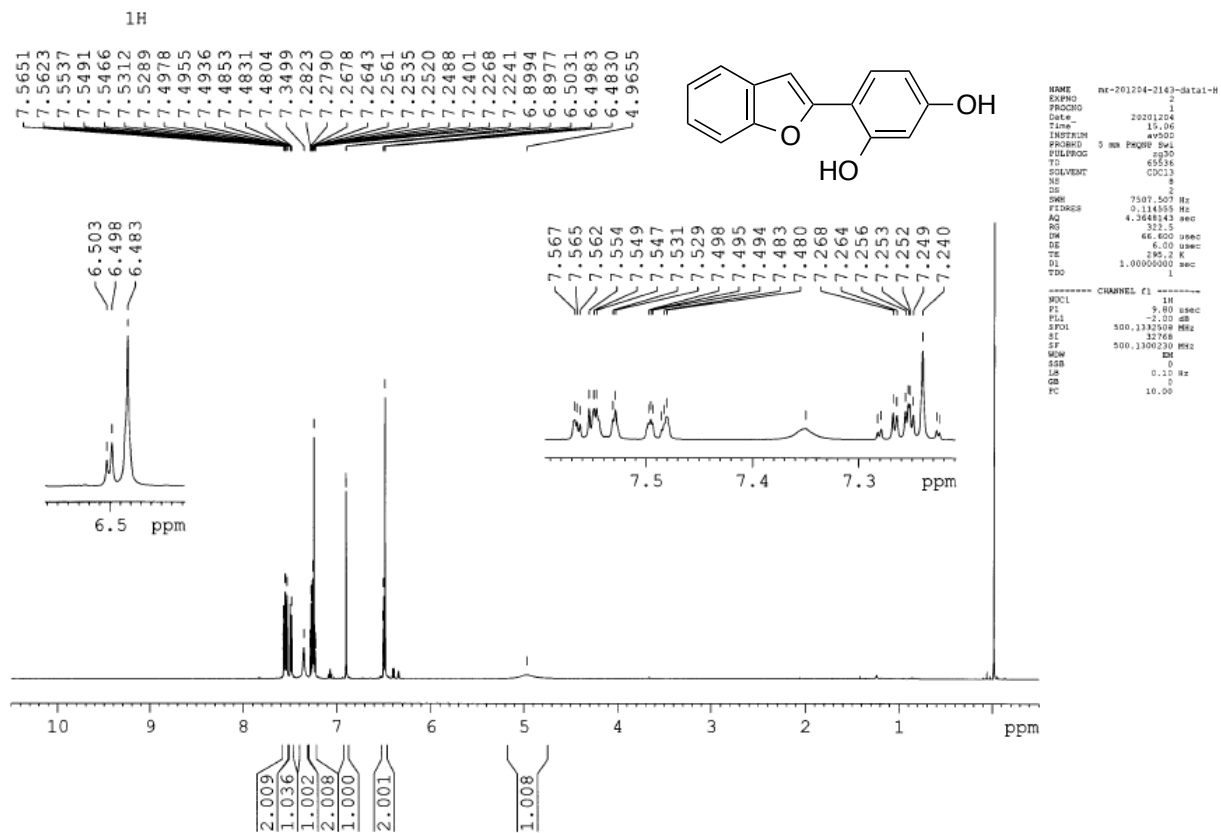 1H
7.5651
7.5623
7.5537
7.5491
7.5466
7.5312
7.5289
7.4978
7.4955
7.4936
7.4853
7.4831
7.4804
7.3499
7.2823
7.2790
7.2678
7.2643
7.2561
7.2535
7.2520
7.2488
7.2401
7.2268
7.2241
6.8994
6.8977
6.5031
6.4983
6.4830
4.9655
O
HO
OH
NAME mr-201204-2143-data1-H
EXPNO 2
PROCNO 1
Date_ 20201204
Time 15.06
INSTRUM av500
PROBHD 5 mm PHQNP Swi
PULPROG zg30
TD 65536
SOLVENT CDCl3
NS 8
DS 2
SWH 7507.507 Hz
FIDRES 0.114555 Hz
AQ 4.3648143 sec
RG 322.5
DW 66.600 usec
DE 6.00 usec
TE 295.2 K
D1 1.00000000 sec
TD0 1
======== CHANNEL f1 ========
NUC1 1H
P1 9.80 usec
PL1 -2.00 dB
SFO1 500.1332508 MHz
SI 32768
SF 500.1300230 MHz
WDW EM
SSB 0
LB 0.10 Hz
GB 0
PC 10.00
6.503
6.498
6.483
6.5 ppm
7.567
7.565
7.562
7.554
7.549
7.547
7.531
7.529
7.498
7.495
7.494
7.483
7.480
7.268
7.264
7.256
7.253
7.252
7.249
7.240
7.5 7.4 7.3 ppm
10 9 8 7 6 5 4 3 2 1 ppm
2.009
1.036
1.002
2.008
1.000
2.001
1.008